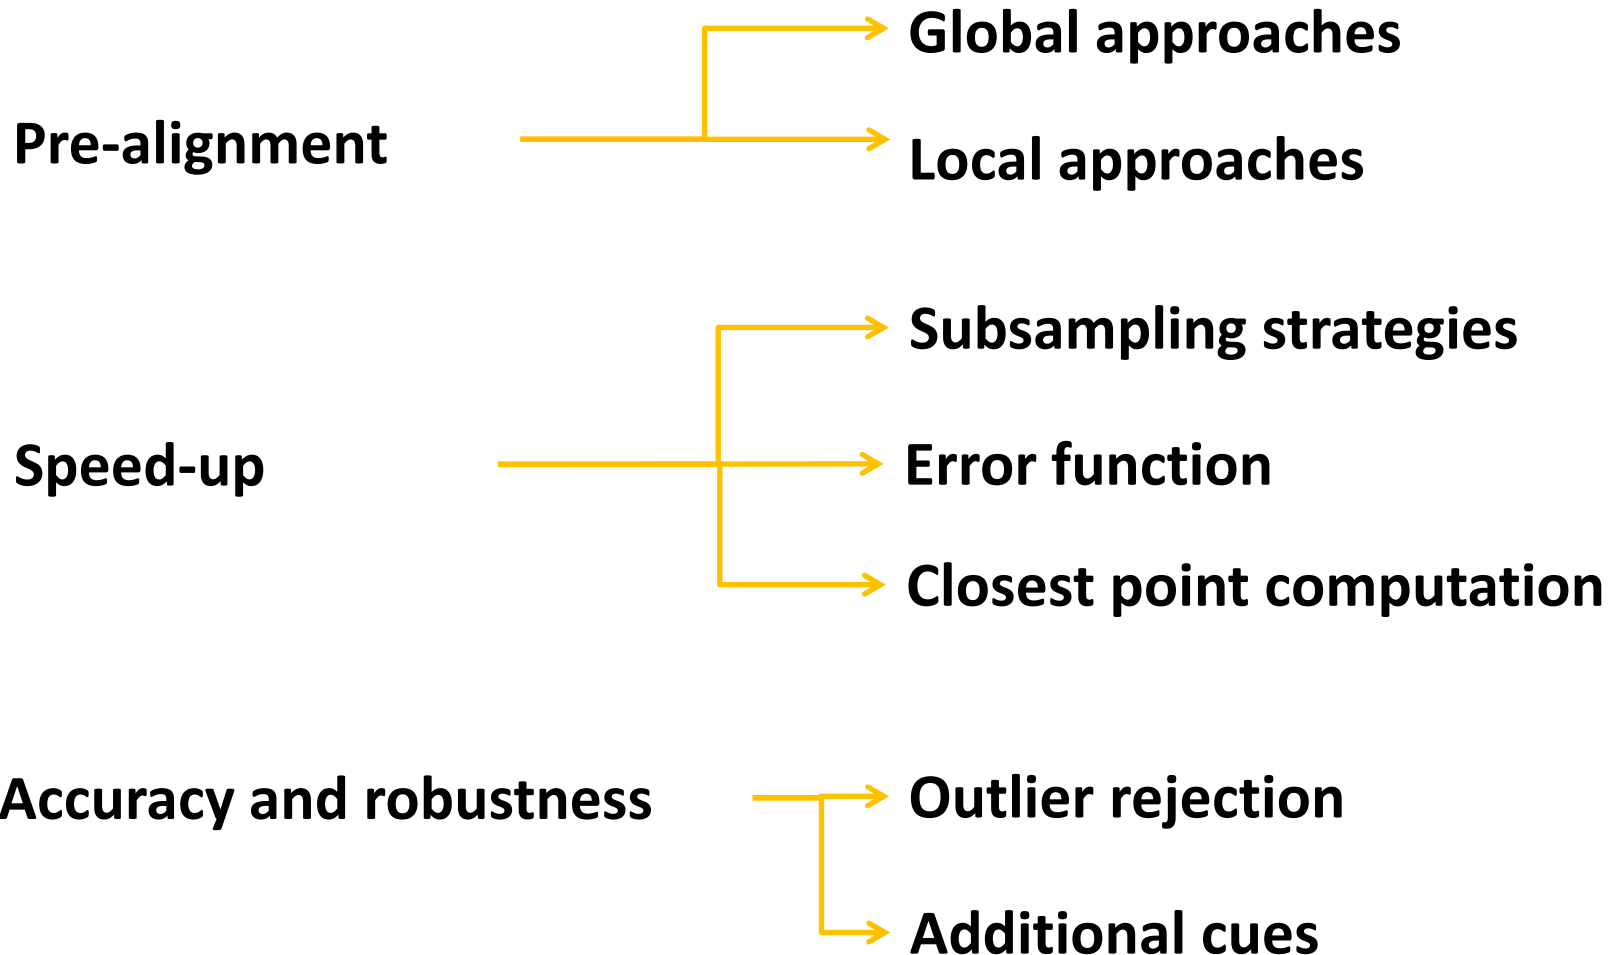 Global approaches
Pre-alignment
Local approaches
Subsampling strategies
Speed-up
Error function
Closest point computation
Accuracy and robustness
Outlier rejection
Additional cues